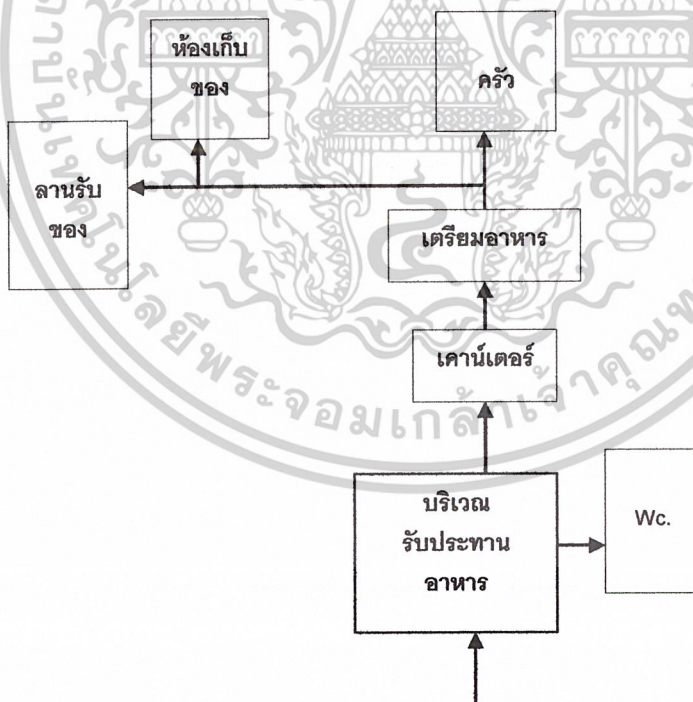 ห้องเก็บ
ของ
ครัว
ลานรับ
ของ
เตรียมอาหาร
เคาน์เตอร์
บริเวณ
รับประทาน
อาหาร
Wc.